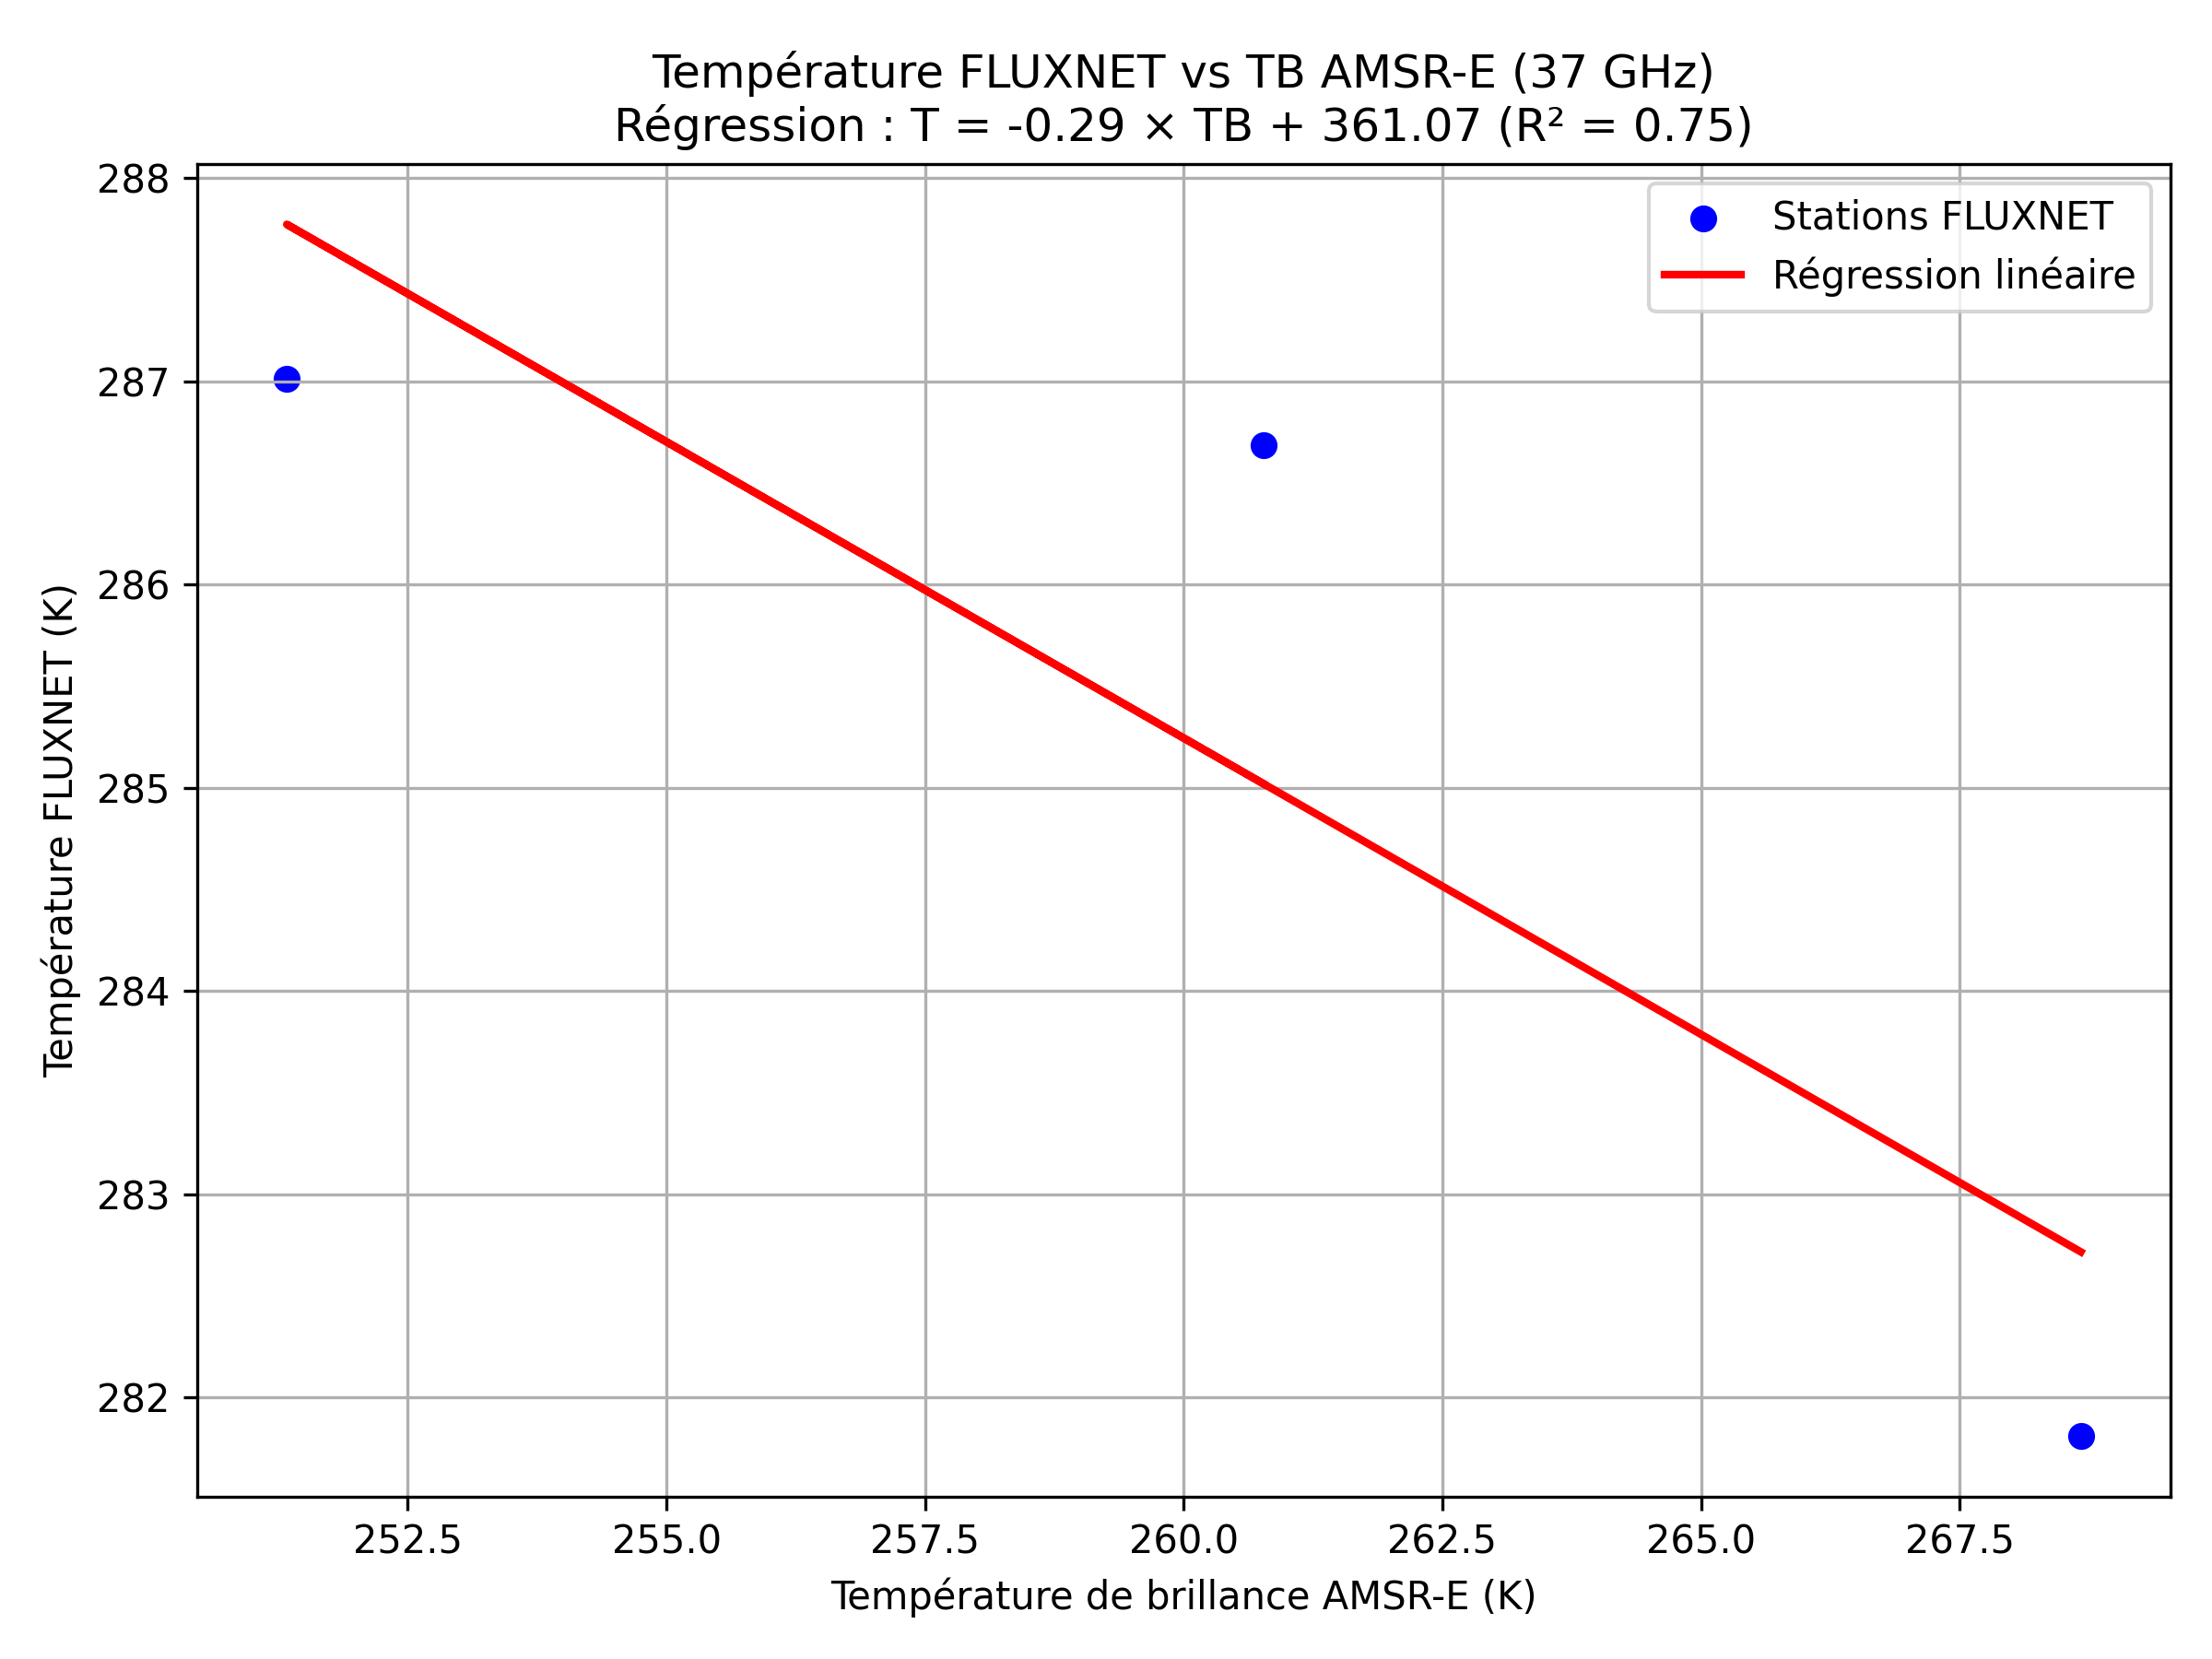 Température FLUXNET vs TB AMSR-E (37 GHz)
Régression : T = -0.29 × TB + 361.07 (R² = 0.75)
Stations FLUXNET
Régression linéaire
Température FLUXNET (K)
288
287
286
285
284
283
282
252.5
255.0
257.5
260.0
262.5
265.0
267.5
Température de brillance AMSR-E (K)